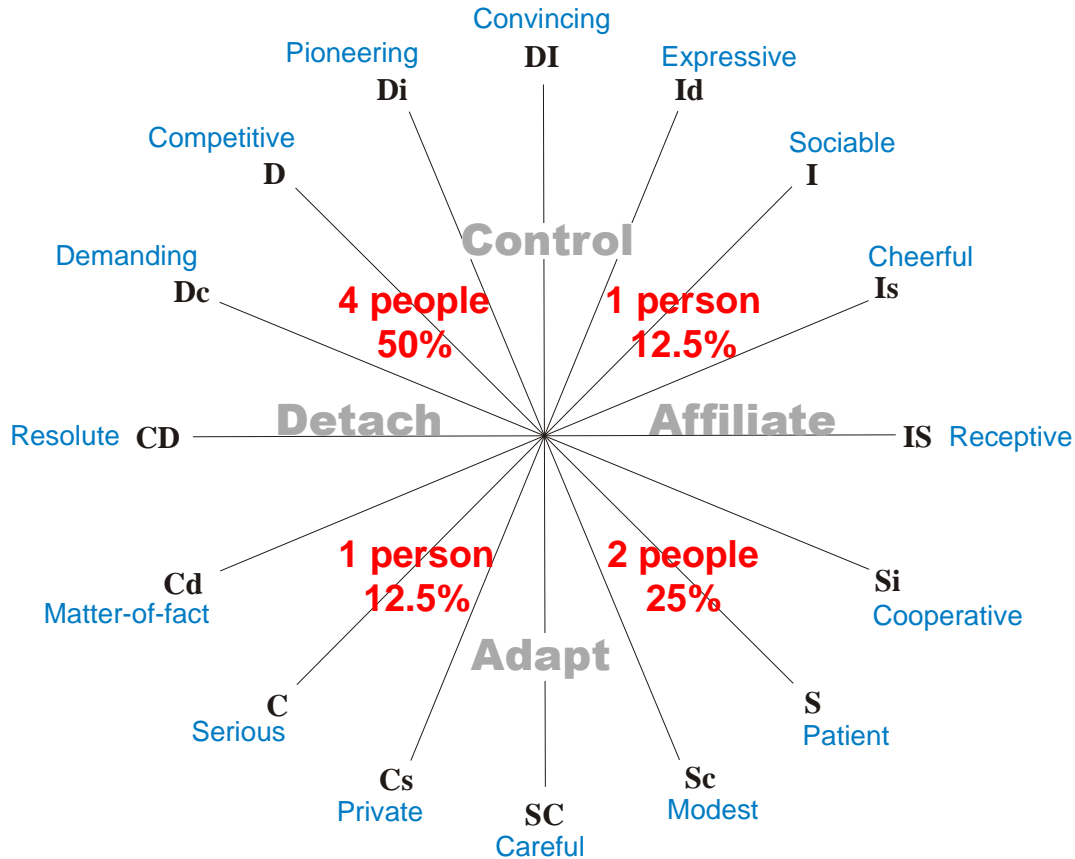 Convincing
DI
Pioneering
Di
Expressive
Id
Competitive
D
Sociable
I
Control
Demanding
Dc
Cheerful
Is
4 people
50%
1 person
12.5%
Detach
Affiliate
Resolute CD
IS Receptive
1 person
12.5%
2 people
25%
Cd
Matter-of-fact
Si
Cooperative
Adapt
C
Serious
S
Patient
Cs
Private
Sc
Modest
SC
Careful